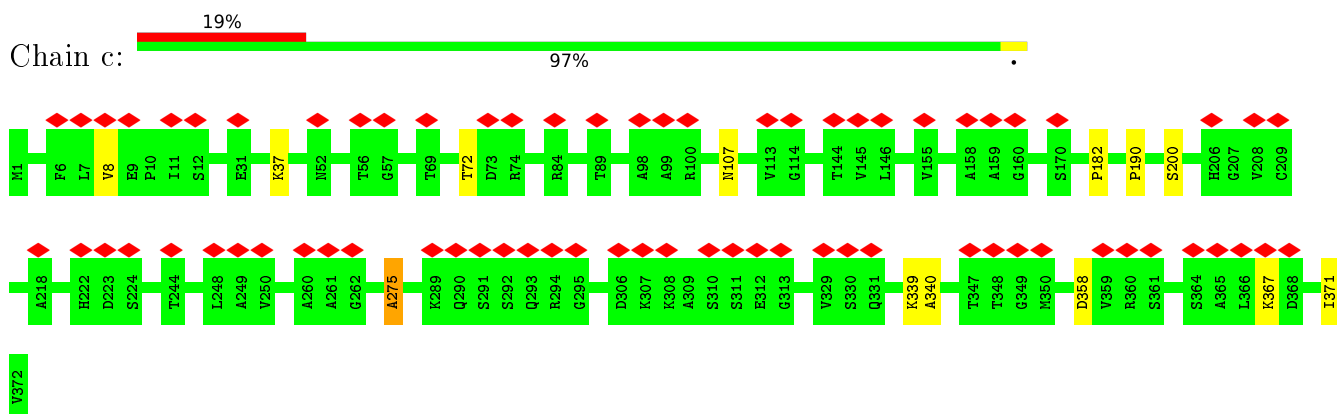 19%
Chain c:
97%
•
M1 F6 L7 V8 E9 P10 I11 S12 E31 K37 N52 T56 G57 T69 T72 D73 R74 R84 T89 A98 A99 R100 N107 V113 G114 T144 V145 L146 V155 A158 A159 G160 S170 P182 P190 S200 H206 G207 V208 C209
A218 H222 D223 S224 T244 L248 A249 V250 A260 A261 G262 A275 K289 Q290 S291 S292 Q293 R294 G295 D306 K307 K308 A309 S310 S311 E312 G313 V329 S330 Q331 K339 A340 T347 T348 G349 M350 D358 V359 R360 S361 S364 A365 L366 K367 D368 I371
V372